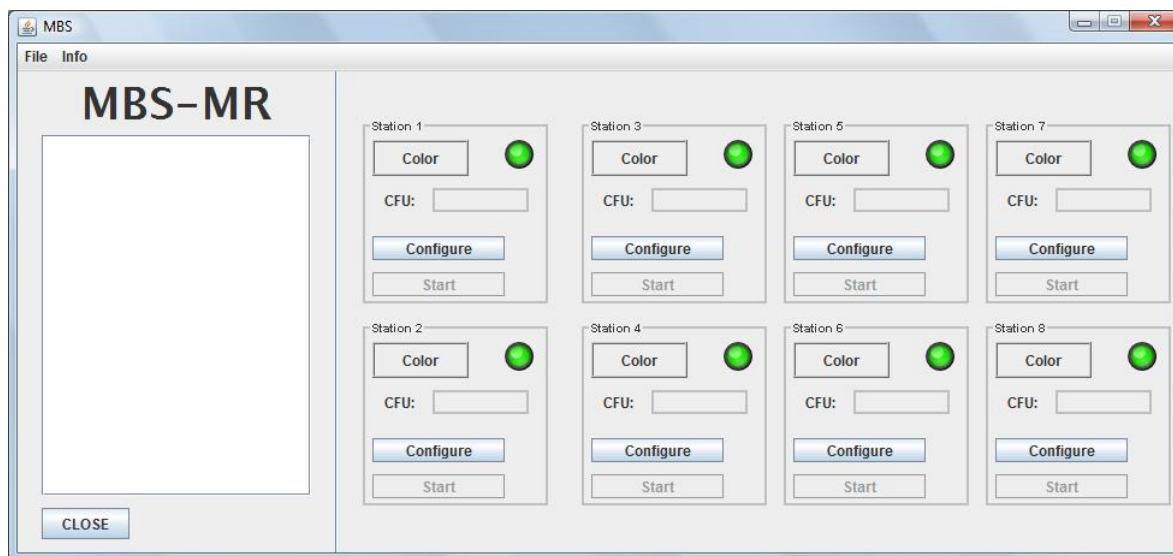 MBS
File Info
MBS-MR
CLOSE
Station 1
Color
CFU:
Configure
Start
Station 3
Color
CFU:
Configure
Start
Station 5
Color
CFU:
Configure
Start
Station 7
Color
CFU:
Configure
Start
Station 2
Color
CFU:
Configure
Start
Station 4
Color
CFU:
Configure
Start
Station 6
Color
CFU:
Configure
Start
Station 8
Color
CFU:
Configure
Start